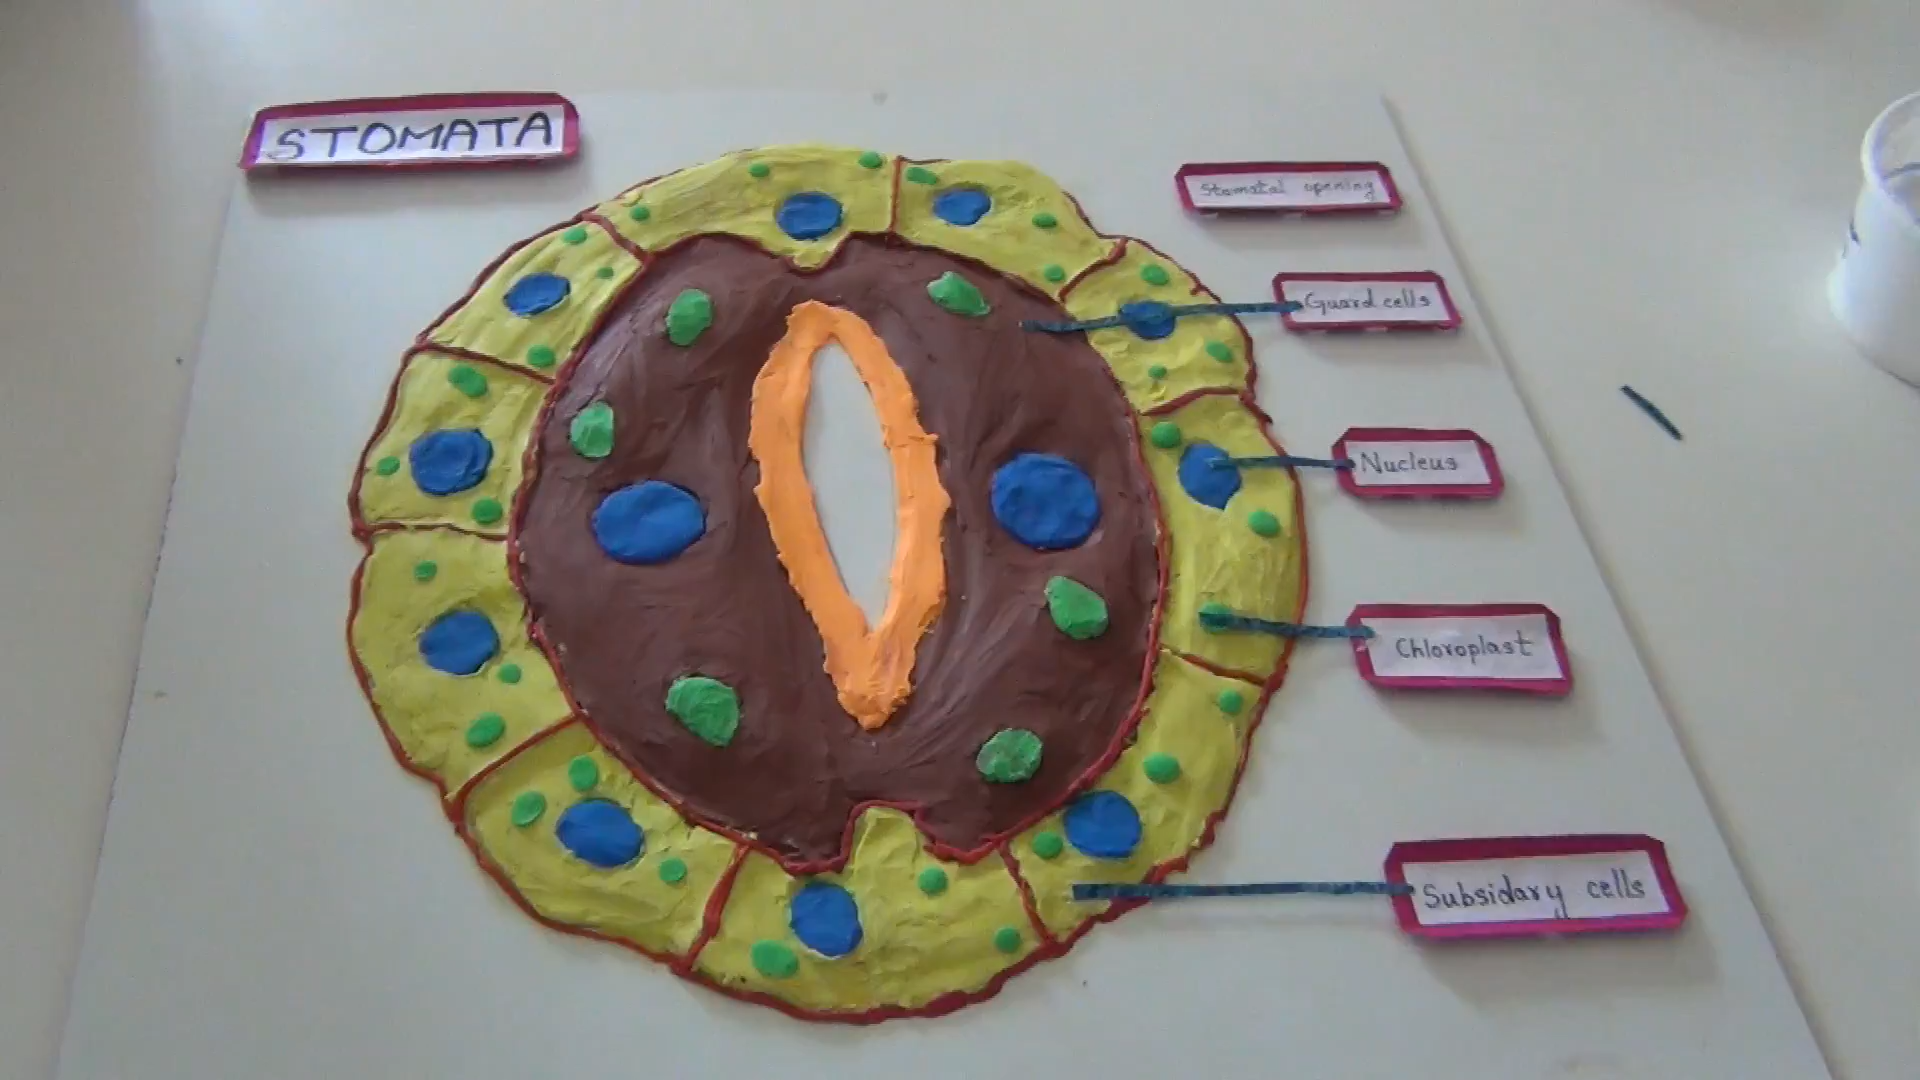 STOMATA
Stomatal opening
Guard cells
Nucleus
Chloroplast
Subsidary cells